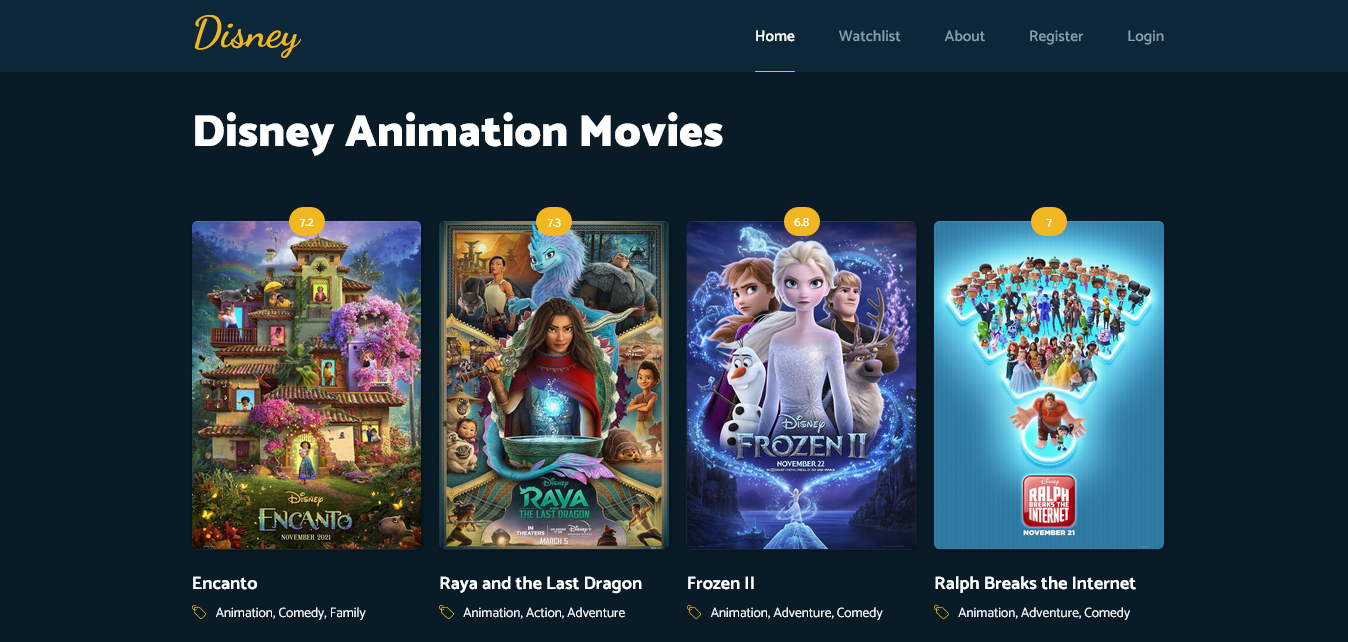 Disney
Home Watchlist About Register Login
Disney Animation Movies
7.2 7.3 6.8 7
DISNEY
ENCANTO
NOVEMBER 2021
DISNEY
RAYA
AND
THE LAST DRAGON
IN THEATERS
MARCH 5
Disney+
DISNEY
FROZEN II
NOVEMBER 22
DISNEY
RALPH
BREAKS THE
INTERNET
NOVEMBER 21
Encanto Raya and the Last Dragon Frozen II Ralph Breaks the Internet
Animation, Comedy, Family Animation, Action, Adventure Animation, Adventure, Comedy Animation, Adventure, Comedy